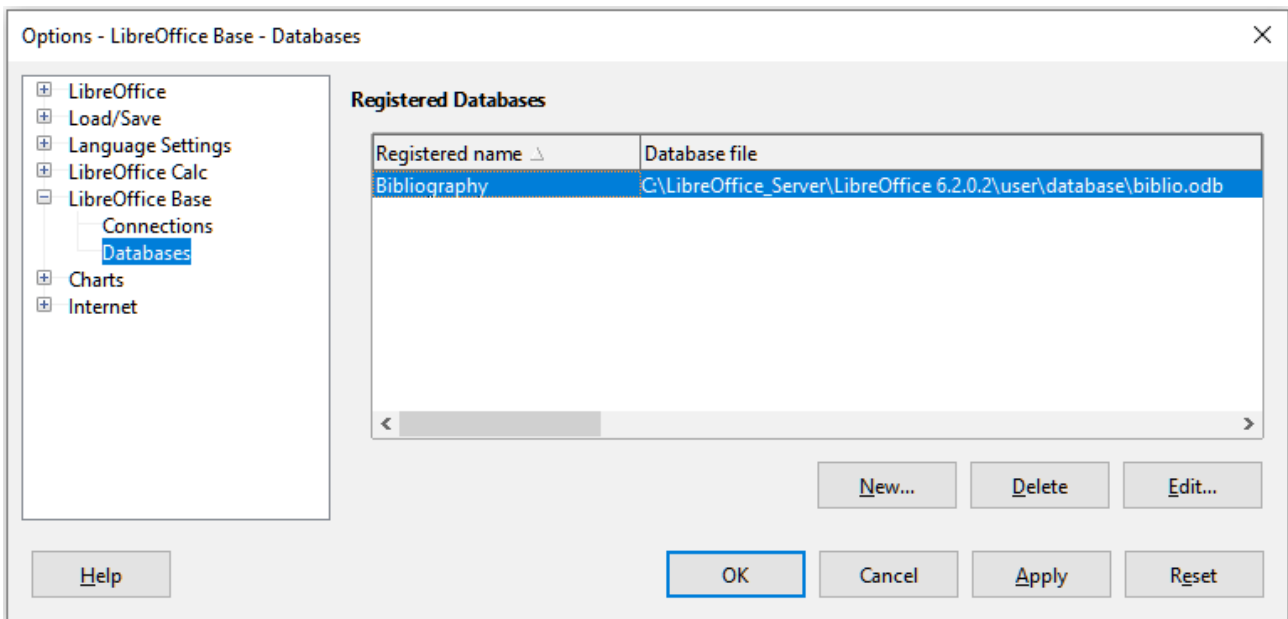 Options - LibreOffice Base - Databases
LibreOffice
Load/Save
Language Settings
LibreOffice Calc
LibreOffice Base
Connections
Databases
Charts
Internet
Registered Databases
Registered name Database file
Bibliography C:\LibreOffice_Server\LibreOffice 6.2.0.2\user\database\biblio.odb
New... Delete Edit...
Help OK Cancel Apply Reset